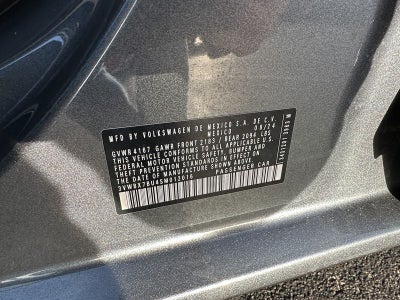 MFD. BY VOLKSWAGEN DE MEXICO S.A. DE C.V.
MEXICO 08/24
GVWR 4167 GAWR FRONT 2183 // REAR 2094 LBS
THIS VEHICLE CONFORMS TO ALL APPLICABLE U.S.
FEDERAL MOTOR VEHICLE SAFETY, BUMPER AND
THEFT PREVENTION STANDARDS IN EFFECT ON
THE DATE OF MANUFACTURE SHOWN ABOVE.
PASSENGER CAR